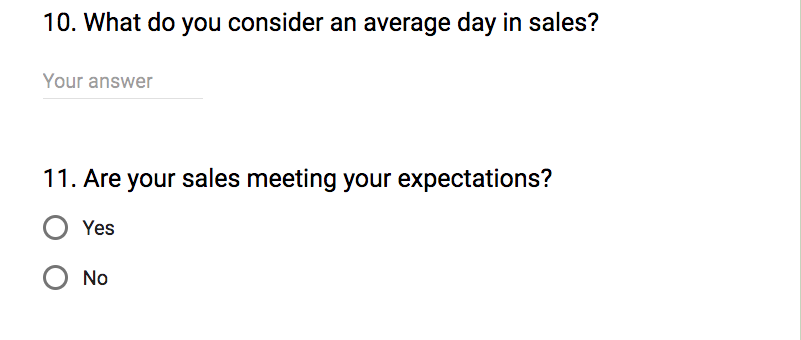 10. What do you consider an average day in sales?
Your answer
11. Are your sales meeting your expectations?
Yes
No